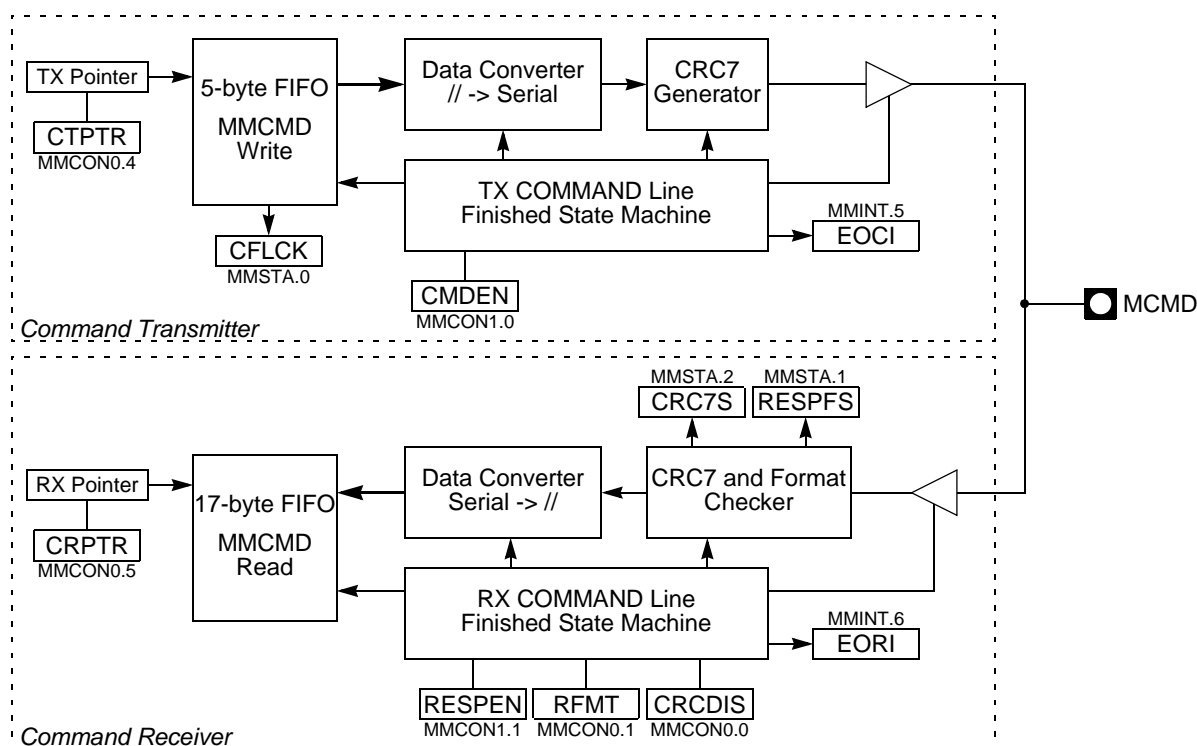 TX Pointer
CTPTR
MMCON0.4
5-byte FIFO
MMCMD
Write
CFLCK
MMSTA.0
Data Converter
// -> Serial
CRC7
Generator
TX COMMAND Line
Finished State Machine
MMINT.5
EOCI
CMDEN
MMCON1.0
Command Transmitter
MCMD
MMSTA.2
CRC7S
MMSTA.1
RESPFS
RX Pointer
CRPTR
MMCON0.5
17-byte FIFO
MMCMD
Read
Data Converter
Serial -> //
CRC7 and Format
Checker
RX COMMAND Line
Finished State Machine
MMINT.6
EORI
RESPEN
MMCON1.1
RFMT
MMCON0.1
CRCDIS
MMCON0.0
Command Receiver